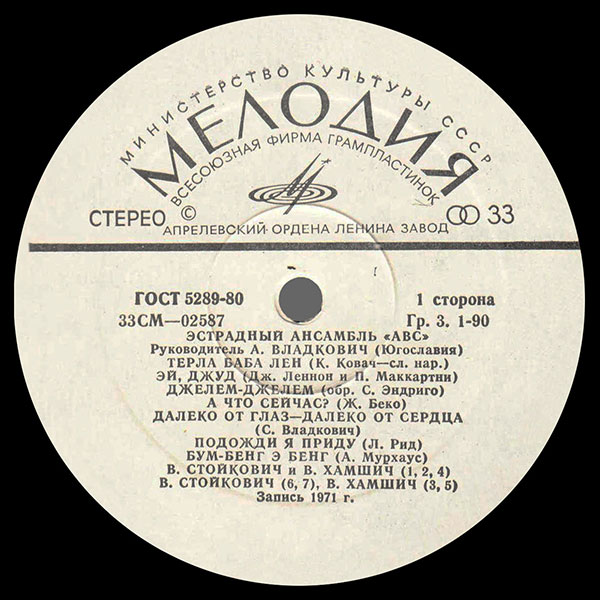 МИНИСТЕРСТВО КУЛЬТУРЫ СССР
МЕЛОДИЯ
ВСЕСОЮЗНАЯ ФИРМА ГРАМПЛАСТИНОК
СТЕРЕО © 33
АПРЕЛЕВСКИЙ ОРДЕНА ЛЕНИНА ЗАВОД
ГОСТ 5289-80 1 сторона
33СМ—02587 Гр. 3. 1-90
ЭСТРАДНЫЙ АНСАМБЛЬ «АВС»
Руководитель А. ВЛАДКОВИЧ (Югославия)
ТЕРЛА БАБА ЛЕН (К. Ковач—сл. нар.)
ЭЙ, ДЖУД (Дж. Леннон и П. Маккартни)
ДЖЕЛЕМ-ДЖЕЛЕМ (обр. С. Эндриго)
А ЧТО СЕЙЧАС? (Ж. Беко)
ДАЛЕКО ОТ ГЛАЗ—ДАЛЕКО ОТ СЕРДЦА
(С. Владкович)
ПОДОЖДИ Я ПРИДУ (Л. Рид)
БУМ-БЕНГ Э БЕНГ (А. Мурхаус)
В. СТОЙКОВИЧ и В. ХАМШИЧ (1, 2, 4)
В. СТОЙКОВИЧ (6, 7), В. ХАМШИЧ (3, 5)
Запись 1971 г.